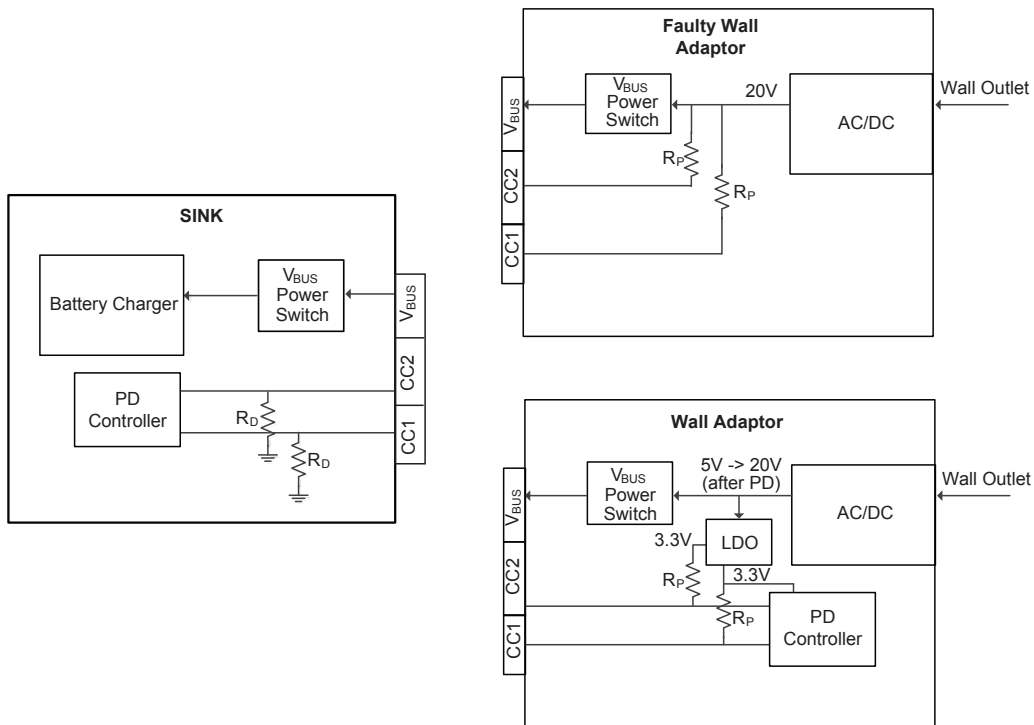 SINK
Battery Charger
VBUS
Power
Switch
VBUS
CC2
CC1
PD
Controller
RD
RD
Faulty Wall
Adaptor
VBUS
Power
Switch
20V
AC/DC
Wall Outlet
VBUS
CC2
CC1
RP
RP
Wall Adaptor
VBUS
Power
Switch
5V -> 20V
(after PD)
AC/DC
Wall Outlet
VBUS
CC2
CC1
3.3V
LDO
RP
3.3V
RP
PD
Controller